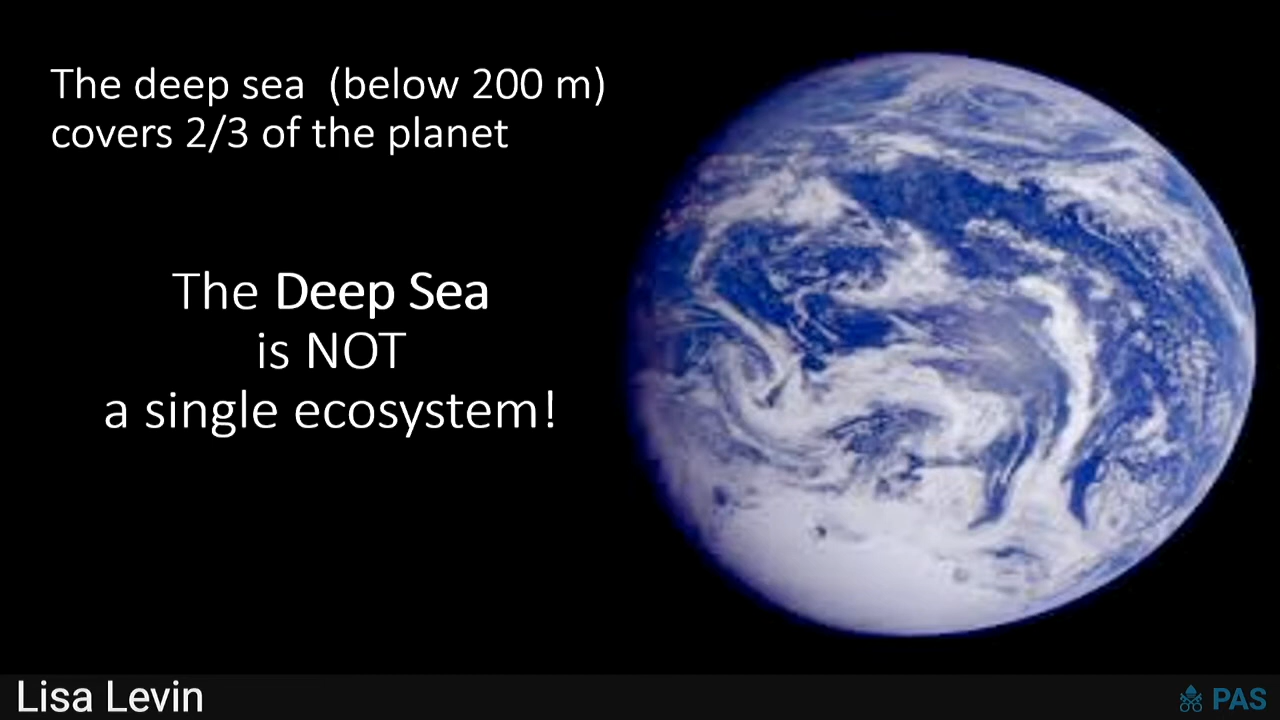 The deep sea  (below 200 m)
covers 2/3 of the planet
The Deep Sea
is NOT
a single ecosystem!
Lisa Levin
PAS